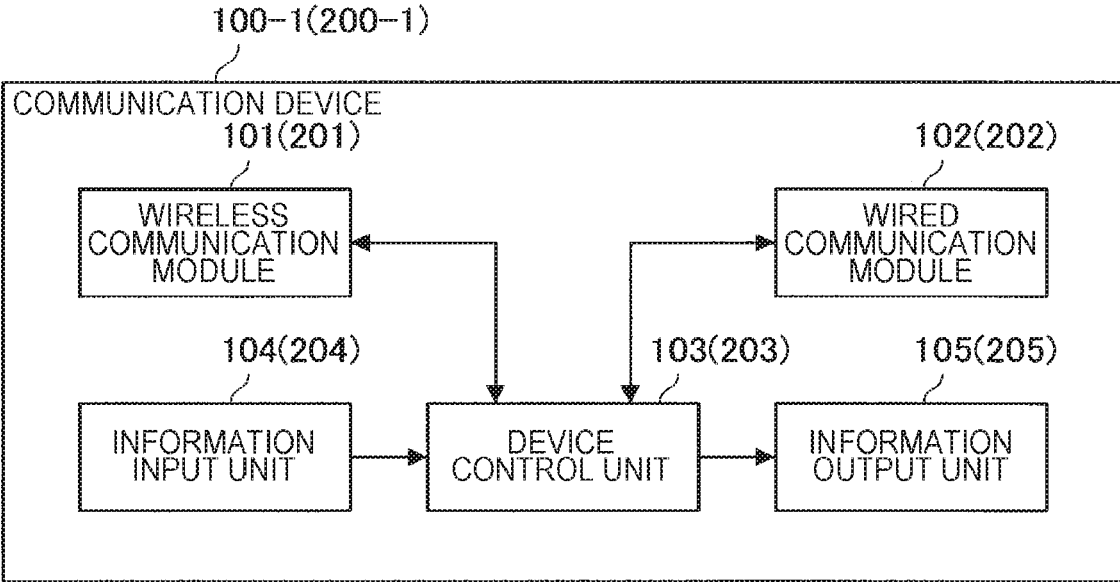 100-1(200-1)
COMMUNICATION DEVICE
101(201)
102(202)
WIRELESS
COMMUNICATION
MODULE
WIRED
COMMUNICATION
MODULE
104(204)
103(203)
105(205)
INFORMATION
INPUT UNIT
DEVICE
CONTROL UNIT
INFORMATION
OUTPUT UNIT